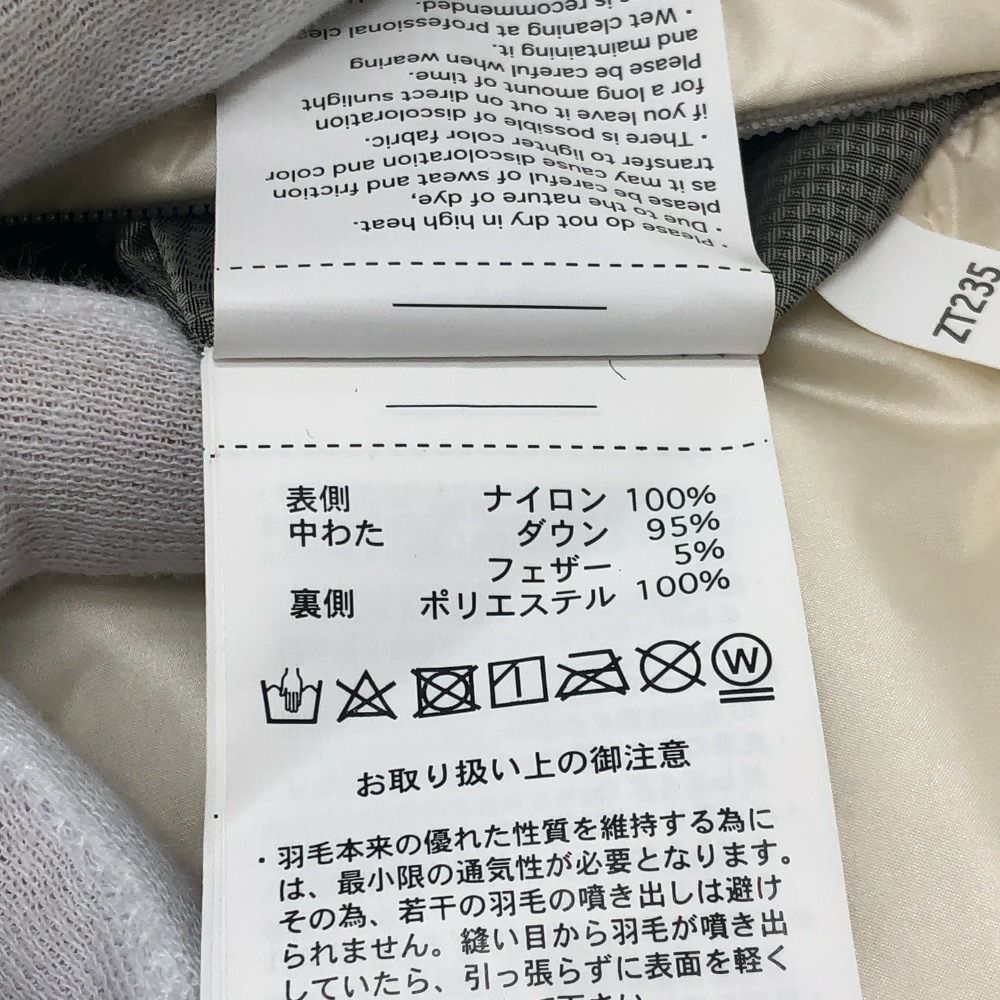 · Please do not dry in high heat.
· Due to the nature of dye,
please be careful of sweat and friction
as it may cause discoloration and color
transfer to lighter color fabric.
· There is possible of discoloration
if you leave it out on direct sunlight
for a long amount of time.
Please be careful when wearing
and maintaining it.
· Wet cleaning at professional
is recommended.
ZT235
表側 ナイロン 100%
中わた ダウン 95%
フェザー 5%
裏側 ポリエステル 100%
W
お取り扱い上の御注意
・羽毛本来の優れた性質を維持する為に
は、最小限の通気性が必要となります。
その為、若干の羽毛の噴き出しは避け
られません。縫い目から羽毛が噴き出
していたら、引っ張らずに表面を軽く